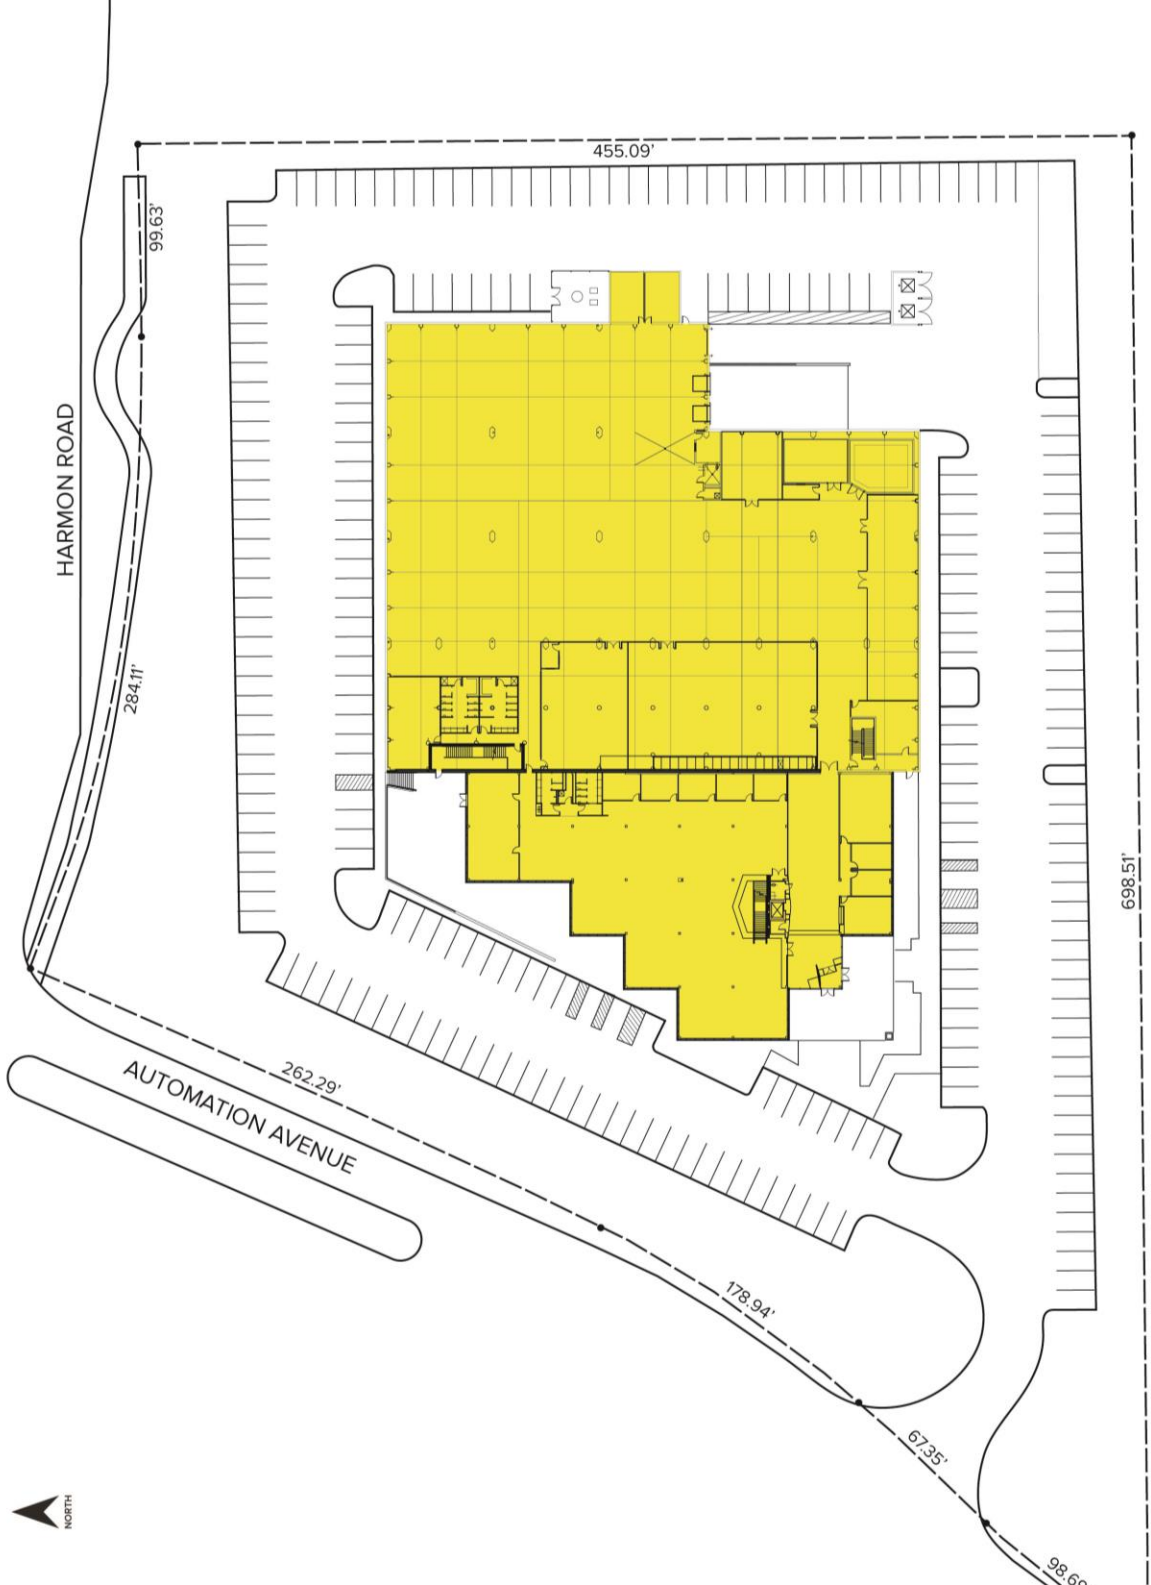 455.09'
99.63'
HARMON ROAD
284.11'
698.51'
262.29'
AUTOMATION AVENUE
178.94'
67.35'
NORTH